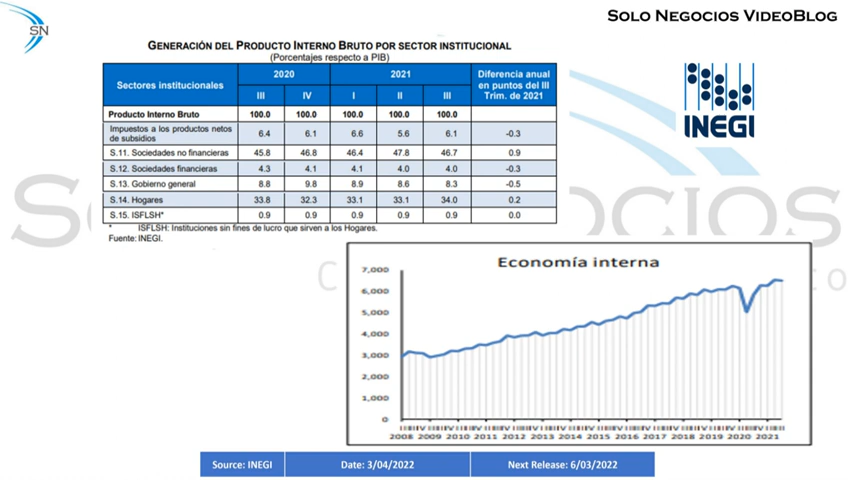 SN
SOLO NEGOCIOS VIDEOBLOG
GENERACIÓN DEL PRODUCTO INTERNO BRUTO POR SECTOR INSTITUCIONAL
(Porcentajes respecto a PIB)
Sectores institucionales 2020 2021 Diferencia anual en puntos del III Trim. de 2021
III IV I II III
Producto Interno Bruto 100.0 100.0 100.0 100.0 100.0
Impuestos a los productos netos de subsidios 6.4 6.1 6.6 5.6 6.1 -0.3
S.11. Sociedades no financieras 45.8 46.8 46.4 47.8 46.7 0.9
S.12. Sociedades financieras 4.3 4.1 4.1 4.0 4.0 -0.3
S.13. Gobierno general 8.8 9.8 8.9 8.6 8.3 -0.5
S.14. Hogares 33.8 32.3 33.1 33.1 34.0 0.2
S.15. ISFLSH* 0.9 0.9 0.9 0.9 0.9 0.0
* ISFLSH: Instituciones sin fines de lucro que sirven a los Hogares.
Fuente: INEGI.
INEGI
Economía interna
7,000
6,000
5,000
4,000
3,000
2,000
1,000
0
2008 2009 2010 2011 2012 2013 2014 2015 2016 2017 2018 2019 2020 2021
Source: INEGI
Date: 3/04/2022
Next Release: 6/03/2022